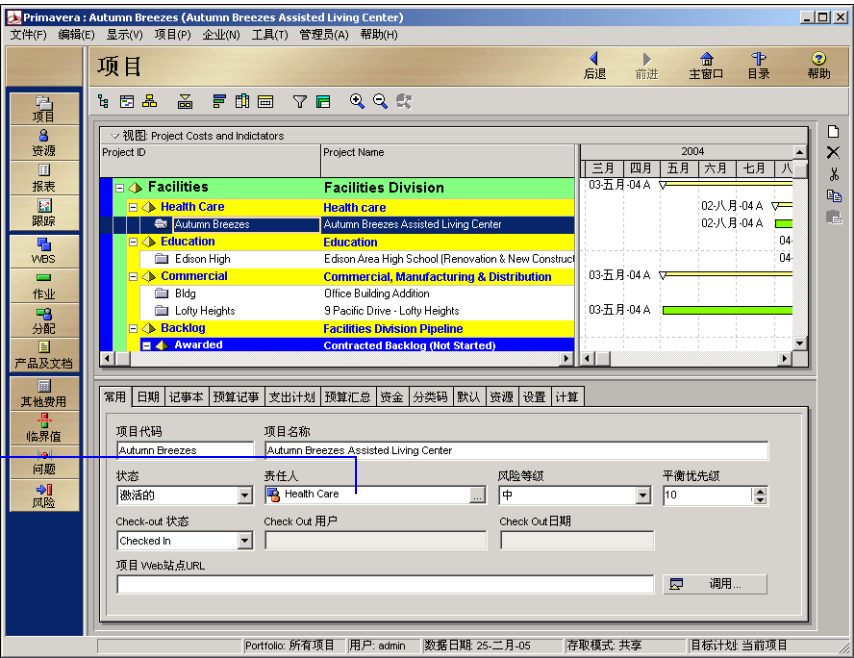 Primavera : Autumn Breezes (Autumn Breezes Assisted Living Center)
文件(F) 编辑(E) 显示(V) 项目(P) 企业(N) 工具(T) 管理员(A) 帮助(H)
项目
后退 前进 主窗口 目录 帮助
项目
资源
报表
跟踪
WBS
作业
分配
产品及文档
其他费用
临界值
问题
风险
视图: Project Costs and Indictators
Project ID Project Name 2004
三月 四月 五月 六月 七月 八
Facilities Facilities Division 03-五月-04 A
Health Care Health care 02-八月-04 A
Autumn Breezes Autumn Breezes Assisted Living Center 02-八月-04 A
Education Education 04-
Edison High Edison Area High School (Renovation & New Construct 04-
Commercial Commercial, Manufacturing & Distribution 03-五月-04 A
Bldg Office Building Addition
Lofty Heights 9 Pacific Drive - Lofty Heights 03-五月-04 A
Backlog Facilities Division Pipeline
Awarded Contracted Backlog (Not Started)
常用 日期 记事本 预算记事 支出计划 预算汇总 资金 分类码 默认 资源 设置 计算
项目代码 项目名称
Autumn Breezes Autumn Breezes Assisted Living Center
状态 责任人 风险等级 平衡优先级
激活的 Health Care ... 中 10
Check-out 状态 Check Out 用户 Check Out日期
Checked In
项目 Web站点URL
调用...
Portfolio: 所有项目 用户: admin 数据日期: 25-二月-05 存取模式: 共享 目标计划: 当前项目